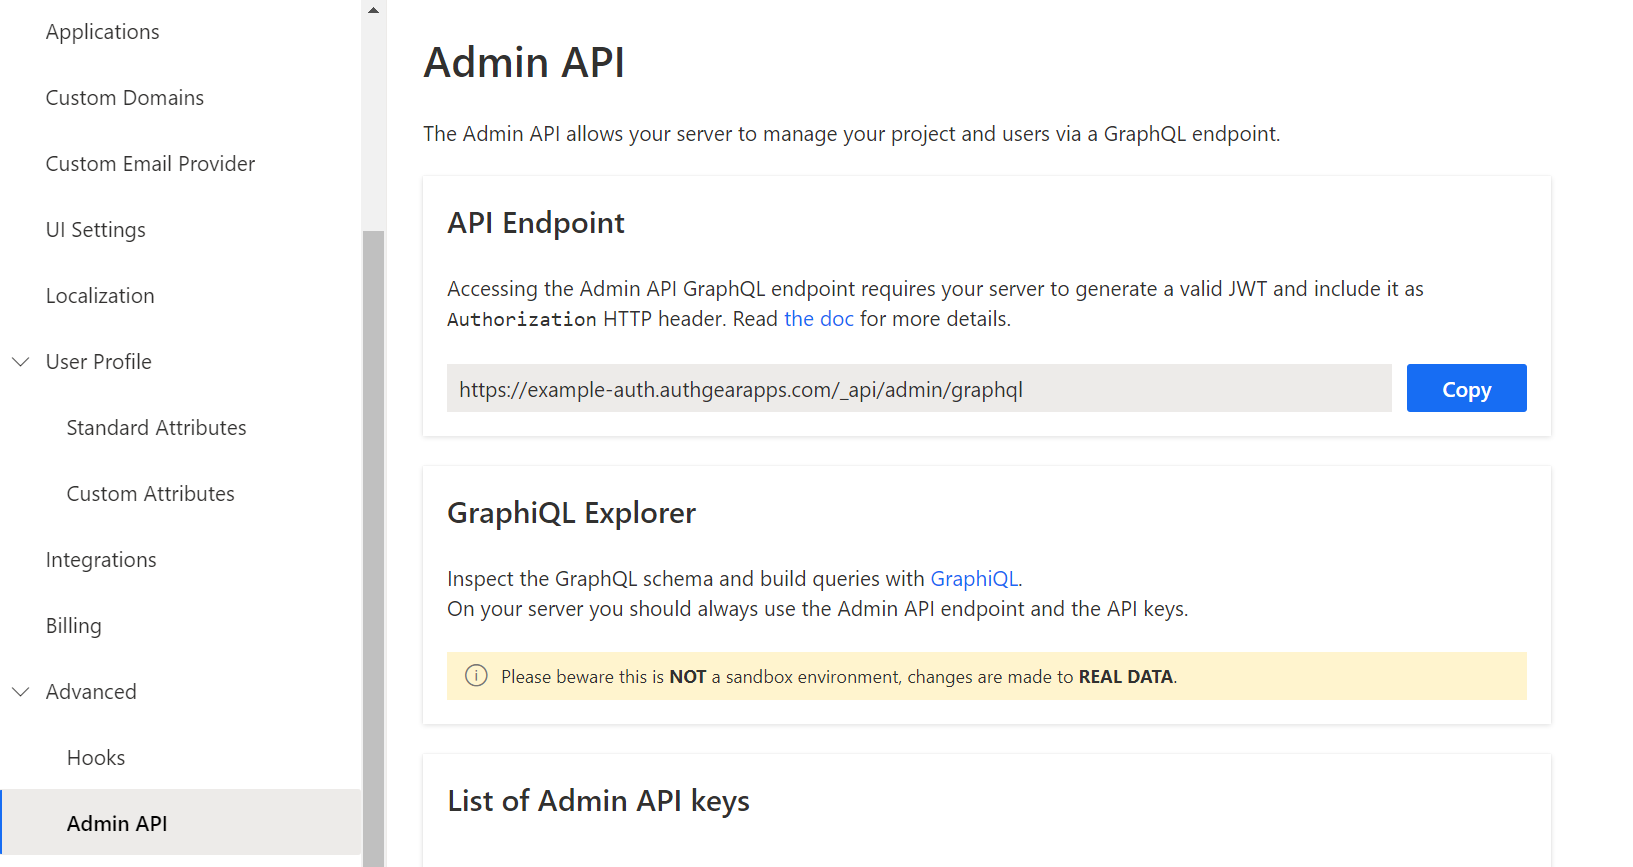 Applications
Custom Domains
Custom Email Provider
UI Settings
Localization
User Profile
Standard Attributes
Custom Attributes
Integrations
Billing
Advanced
Hooks
Admin API
Admin API
The Admin API allows your server to manage your project and users via a GraphQL endpoint.
API Endpoint
Accessing the Admin API GraphQL endpoint requires your server to generate a valid JWT and include it as
Authorization HTTP header. Read the doc for more details.
https://example-auth.authgearapps.com/_api/admin/graphql
Copy
GraphiQL Explorer
Inspect the GraphQL schema and build queries with GraphiQL.
On your server you should always use the Admin API endpoint and the API keys.
Please beware this is NOT a sandbox environment, changes are made to REAL DATA.
List of Admin API keys